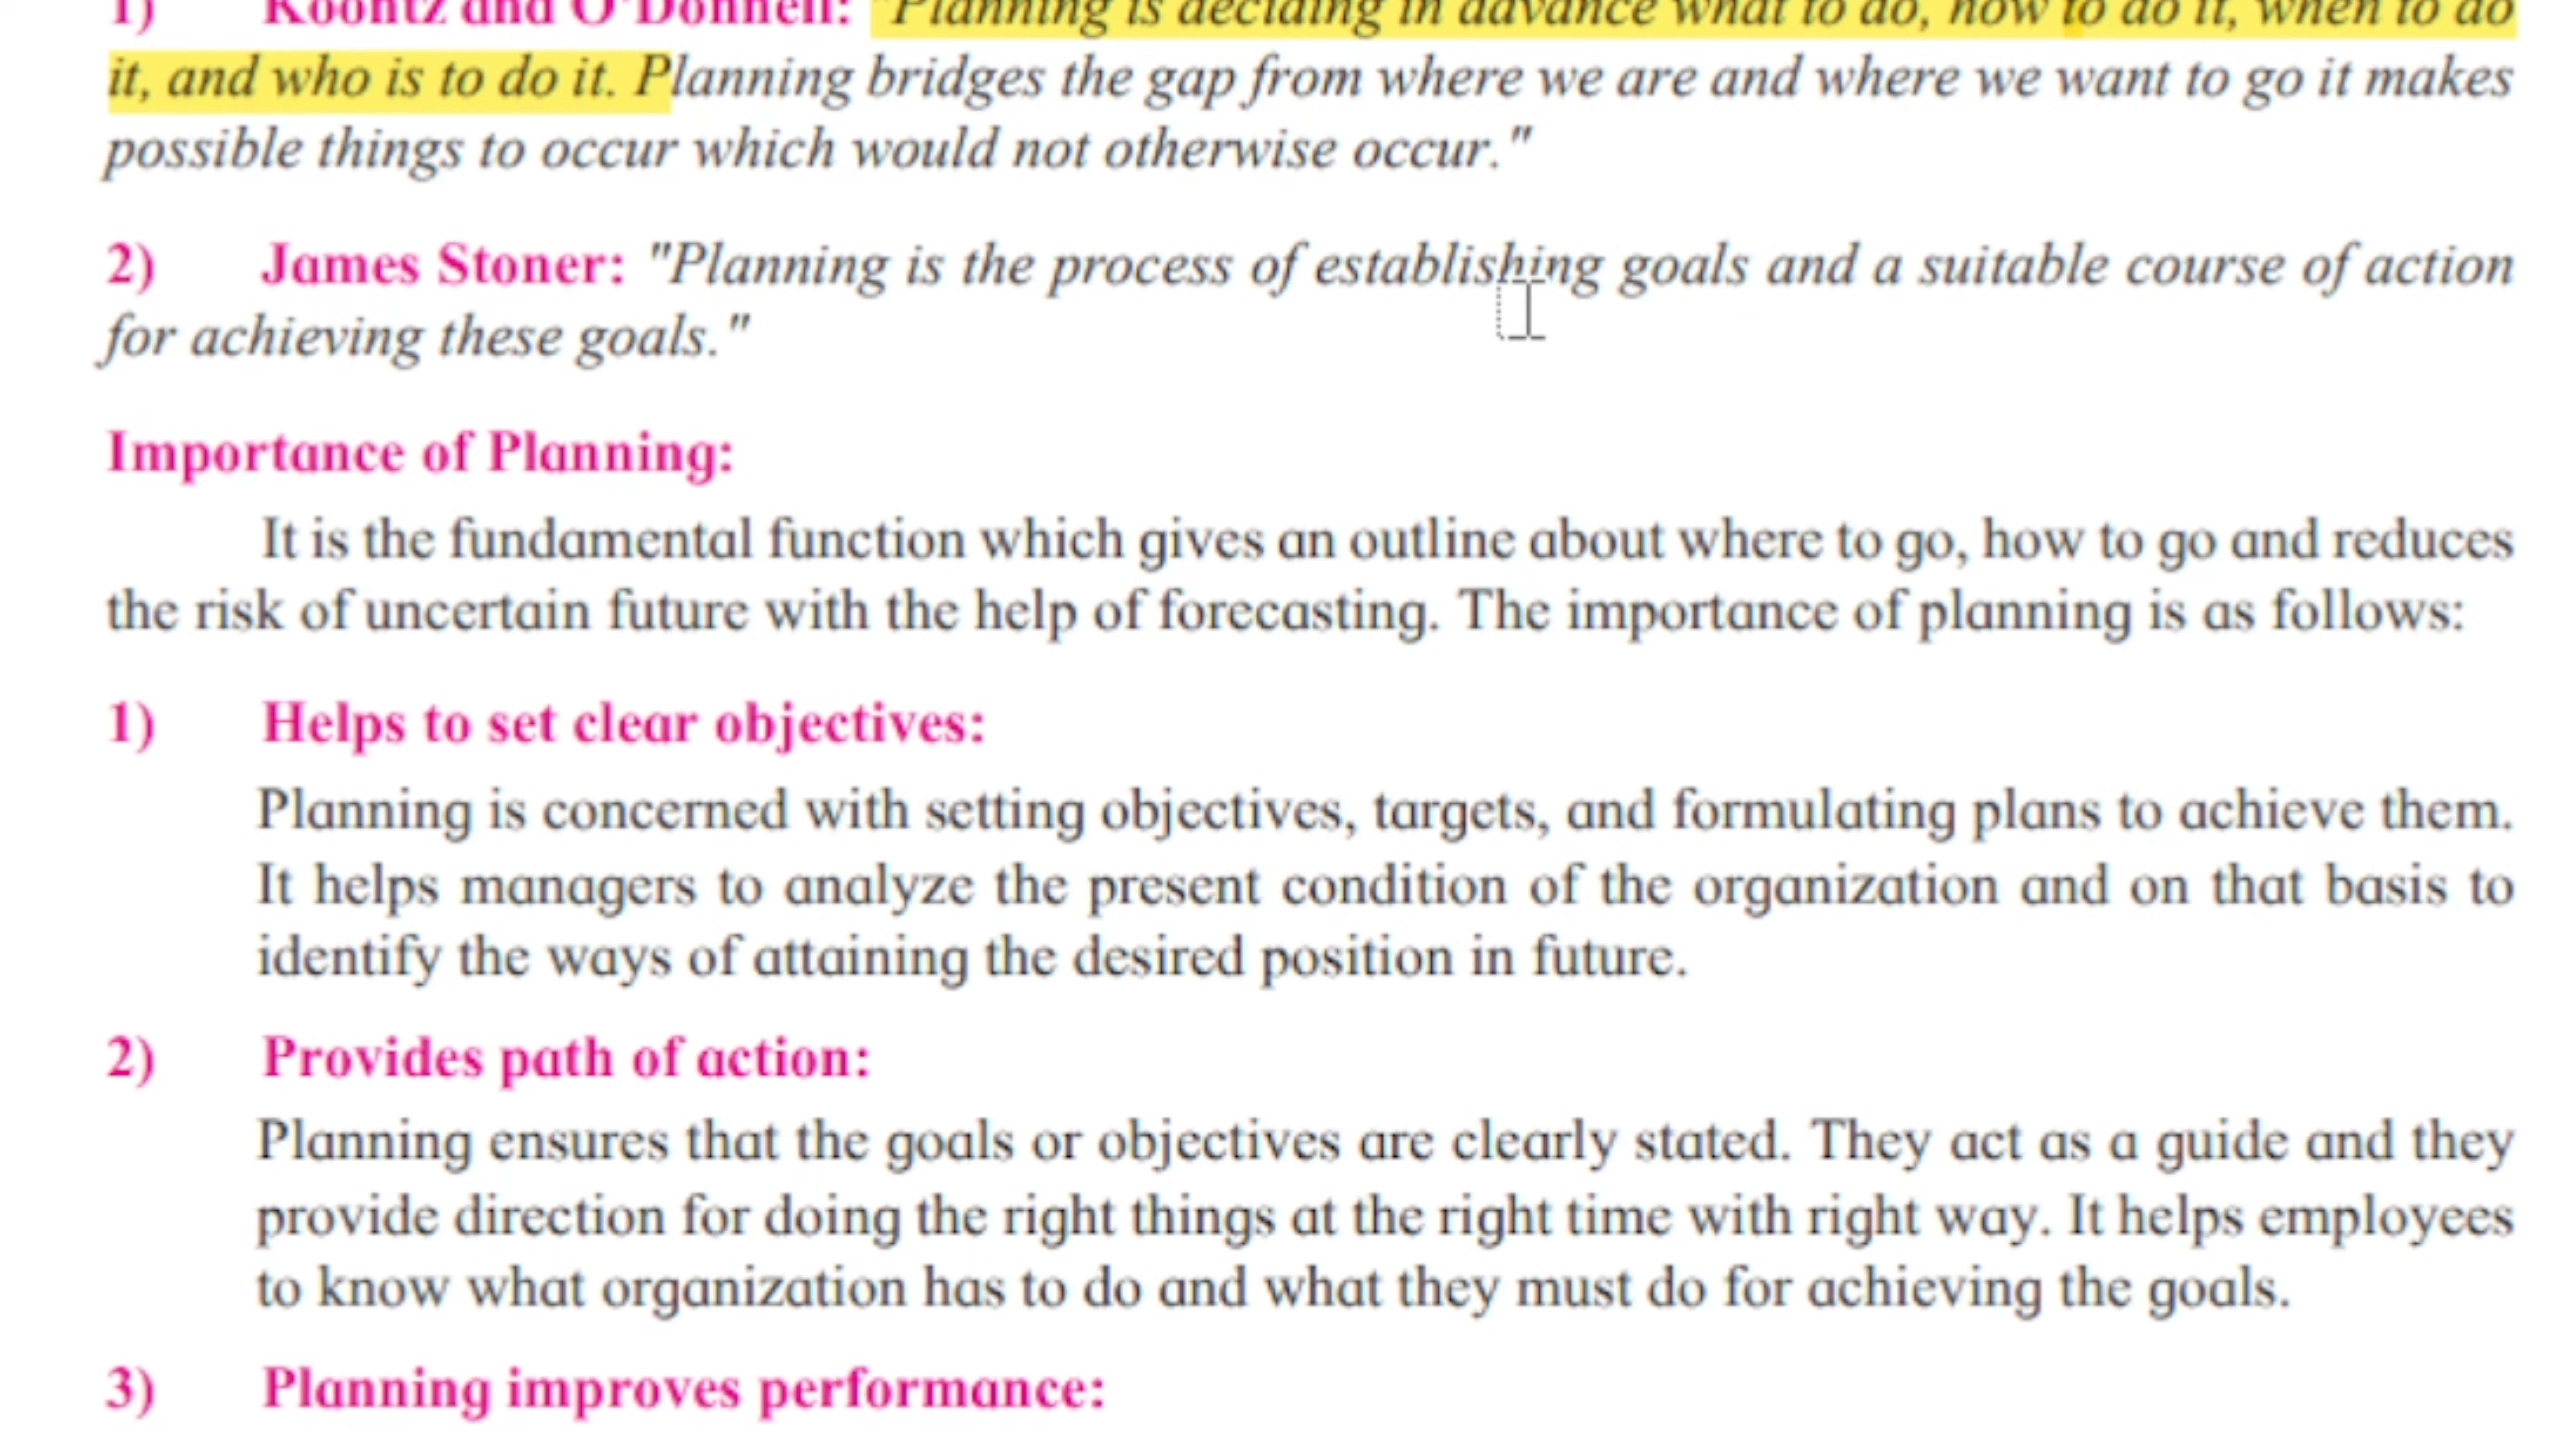 1) Koontz and O'Donnell: "Planning is deciding in advance what to do, how to do it, when to do
it, and who is to do it. Planning bridges the gap from where we are and where we want to go it makes
possible things to occur which would not otherwise occur."
2) James Stoner: "Planning is the process of establishing goals and a suitable course of action
for achieving these goals."
Importance of Planning:
It is the fundamental function which gives an outline about where to go, how to go and reduces
the risk of uncertain future with the help of forecasting. The importance of planning is as follows:
1) Helps to set clear objectives:
Planning is concerned with setting objectives, targets, and formulating plans to achieve them.
It helps managers to analyze the present condition of the organization and on that basis to
identify the ways of attaining the desired position in future.
2) Provides path of action:
Planning ensures that the goals or objectives are clearly stated. They act as a guide and they
provide direction for doing the right things at the right time with right way. It helps employees
to know what organization has to do and what they must do for achieving the goals.
3) Planning improves performance: